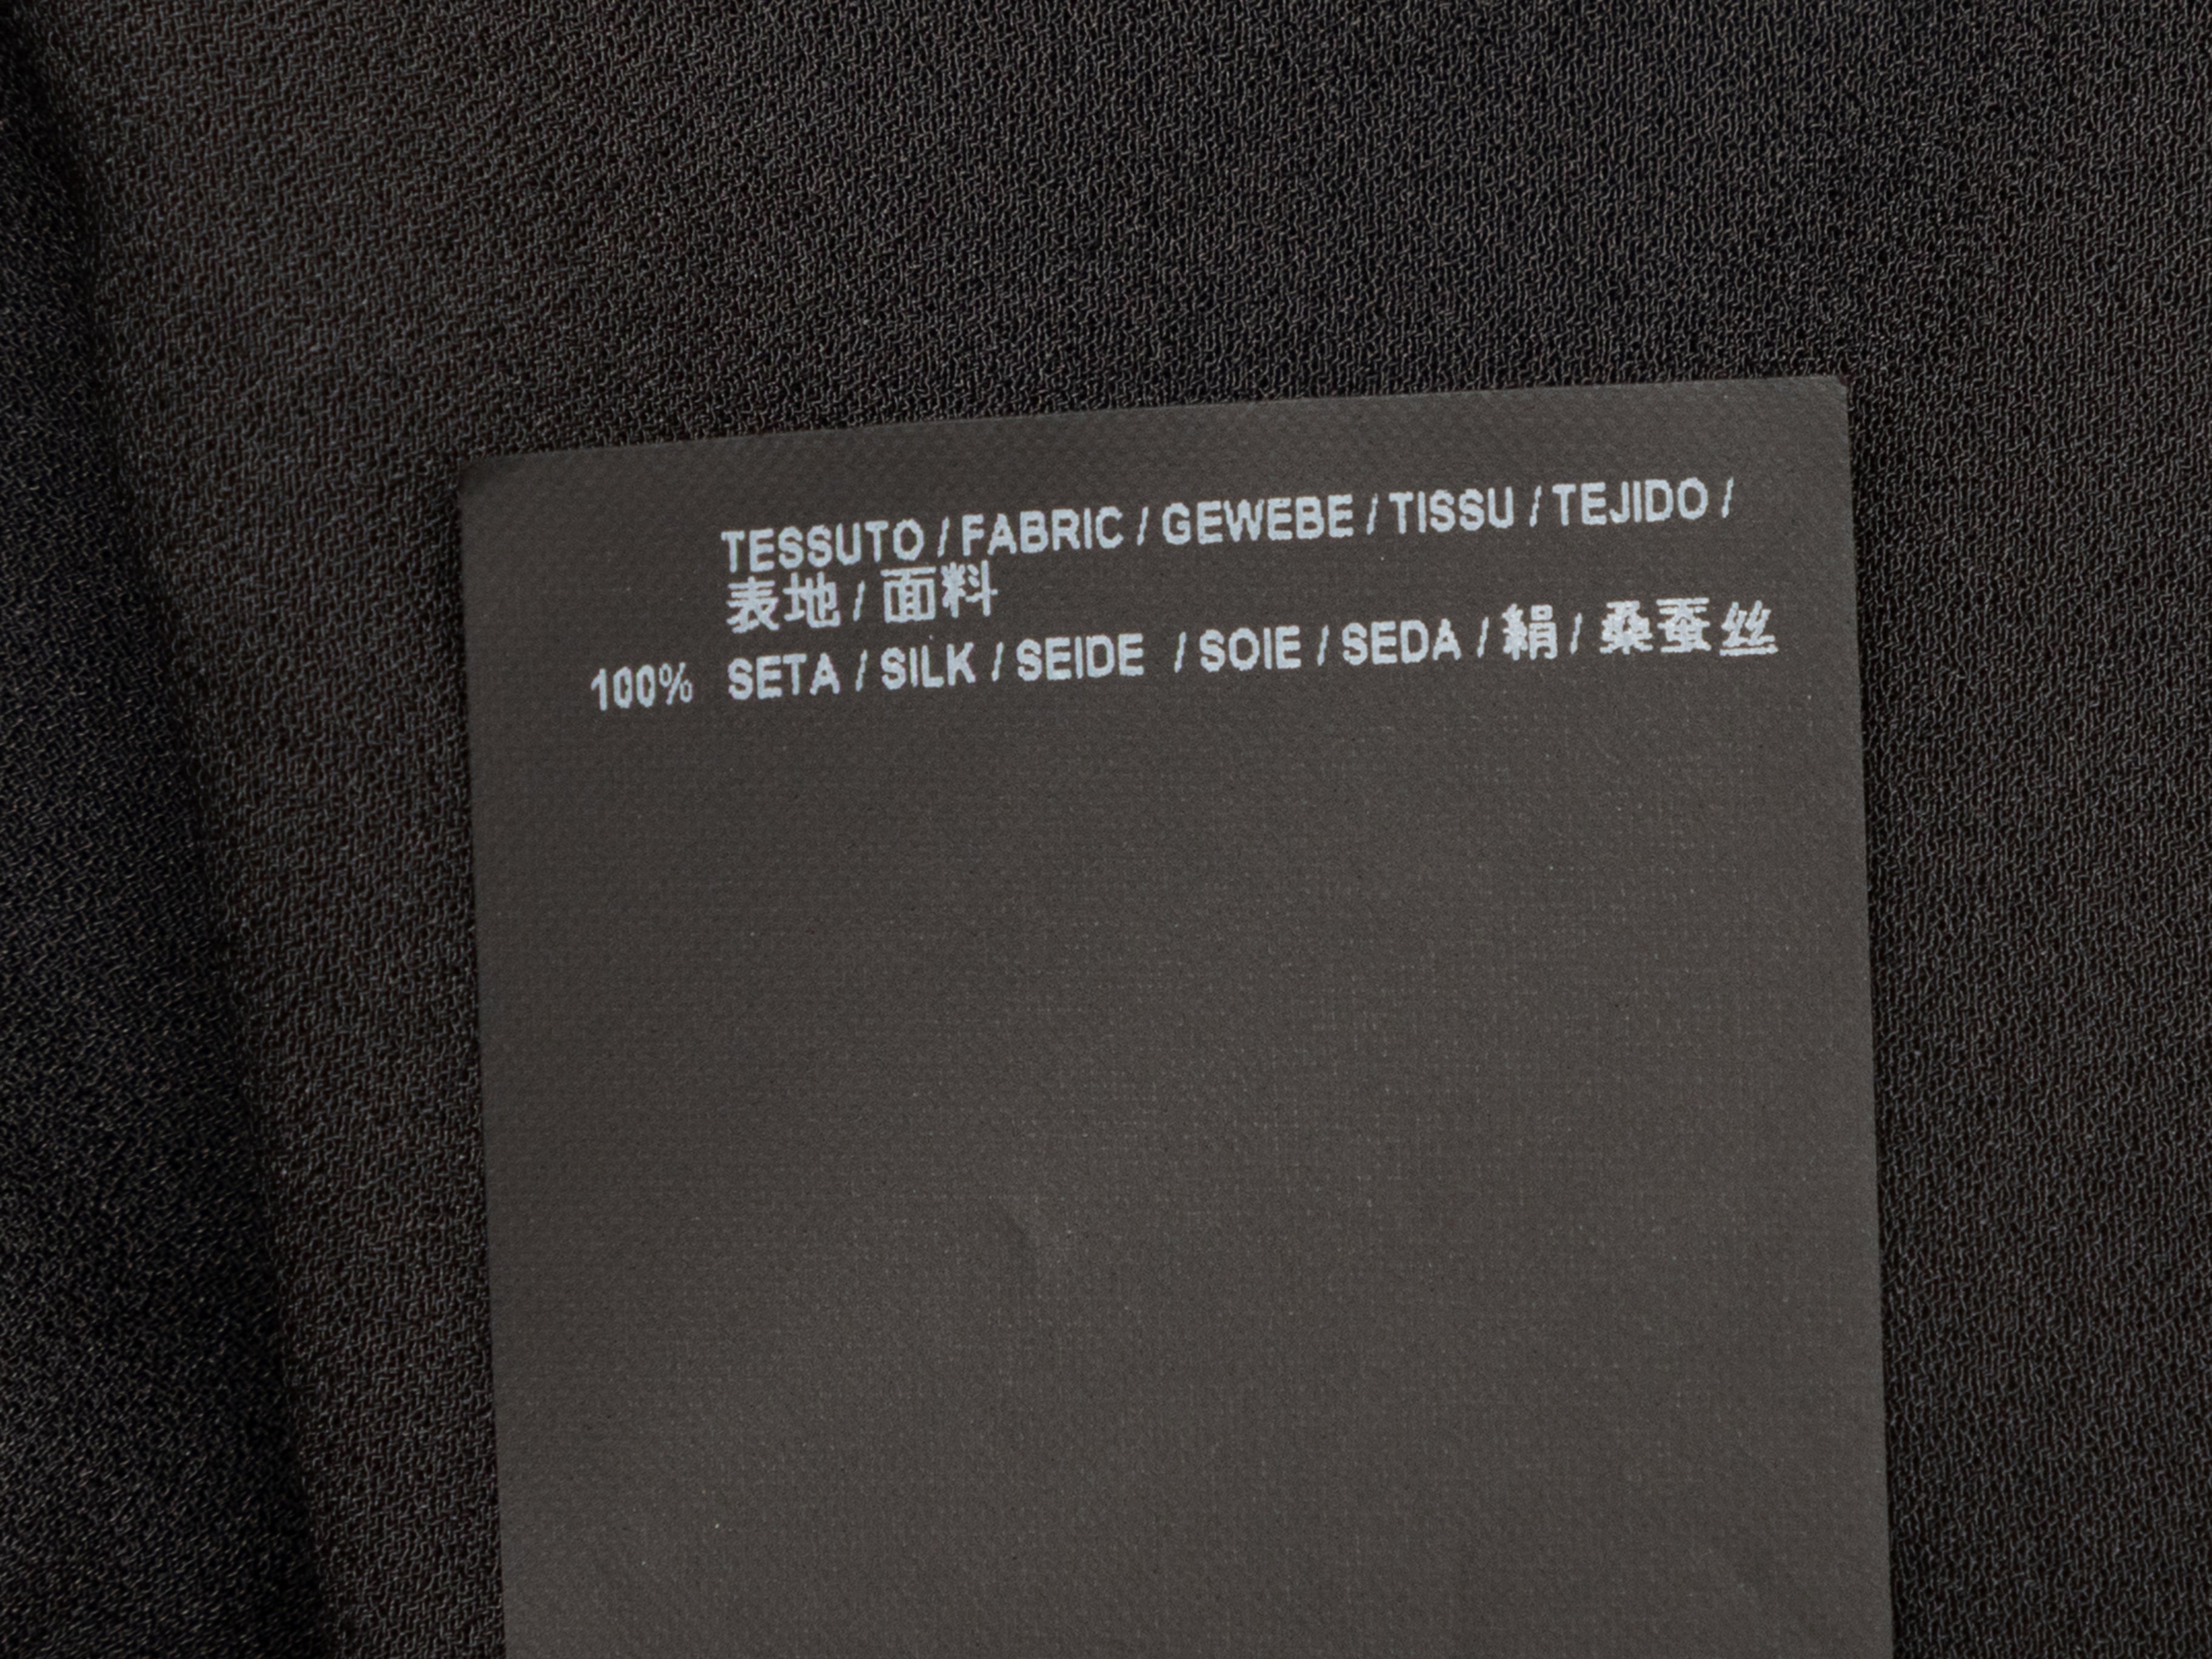 TESSUTO / FABRIC / GEWEBE / TISSU / TEJIDO /
表地 / 面料
100% SETA / SILK / SEIDE / SOIE / SEDA / 絹 / 桑蚕丝